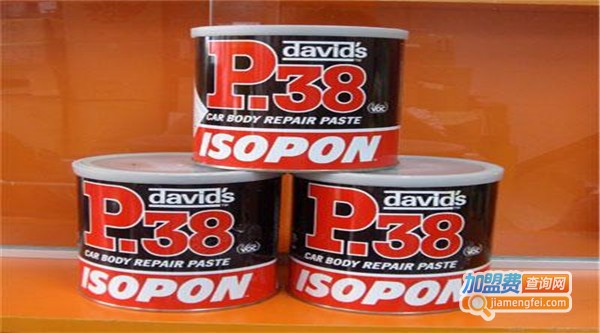 david's
P.38
CAR BODY REPAIR PASTE
ISOPON
david's
P.38
CAR BODY REPAIR PASTE
ISOPON
david's
P.38
CAR BODY REPAIR PASTE
ISOPON
加盟费查询网
jiamengfei.com